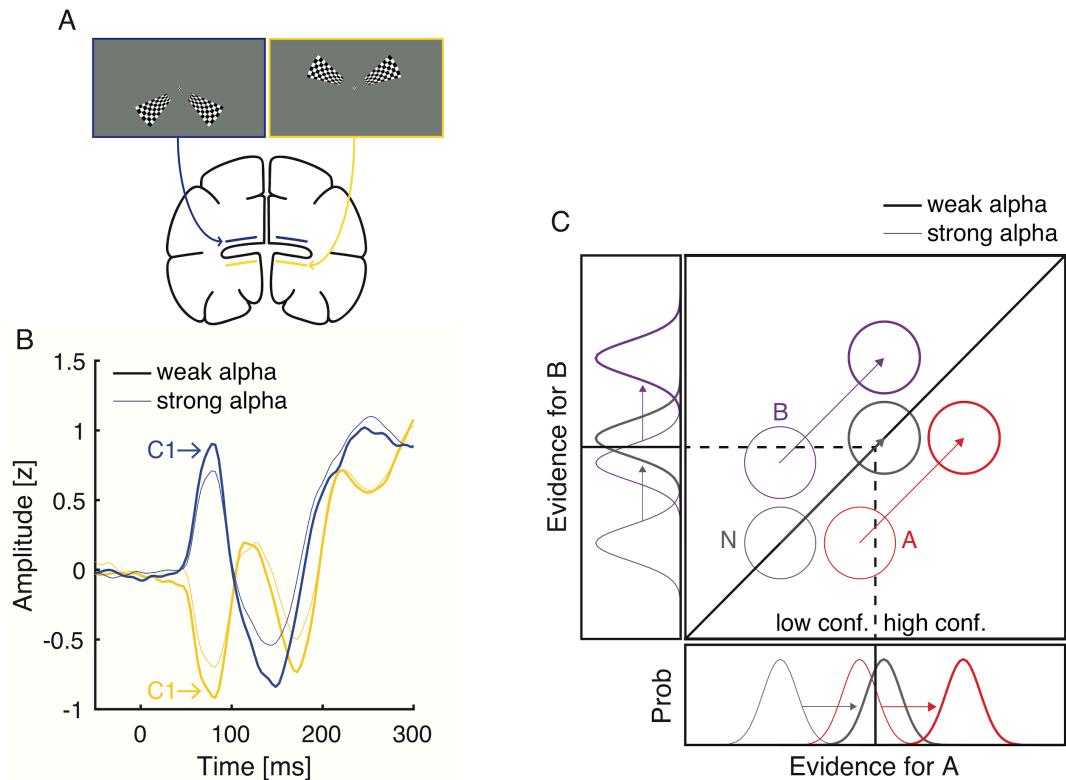 A
B
1.5
1
0.5
0
-0.5
-1
Amplitude [z]
weak alpha
strong alpha
C1→
C1→
0
100
200
300
Time [ms]
C
weak alpha
strong alpha
Evidence for B
B
N
A
low conf.
high conf.
Prob
Evidence for A